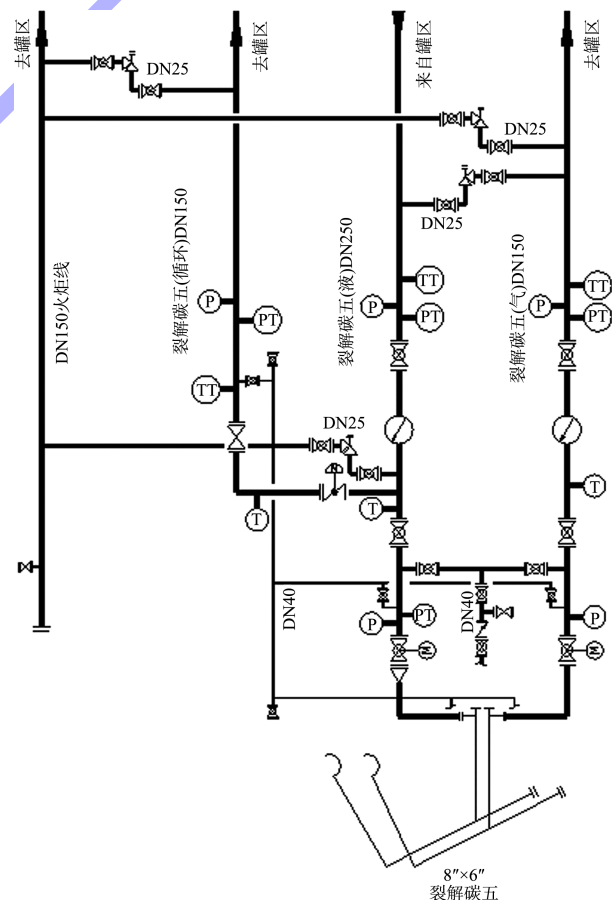 去罐区
去罐区
来自罐区
去罐区
DN25
DN25
DN25
DN150火炬线
裂解碳五(循环)DN150
裂解碳五(液)DN250
裂解碳五(气)DN150
P
PT
TT
P
TT
PT
P
TT
PT
DN25
T
T
T
DN40
DN40
P
PT
P
M
M
8″×6″
裂解碳五